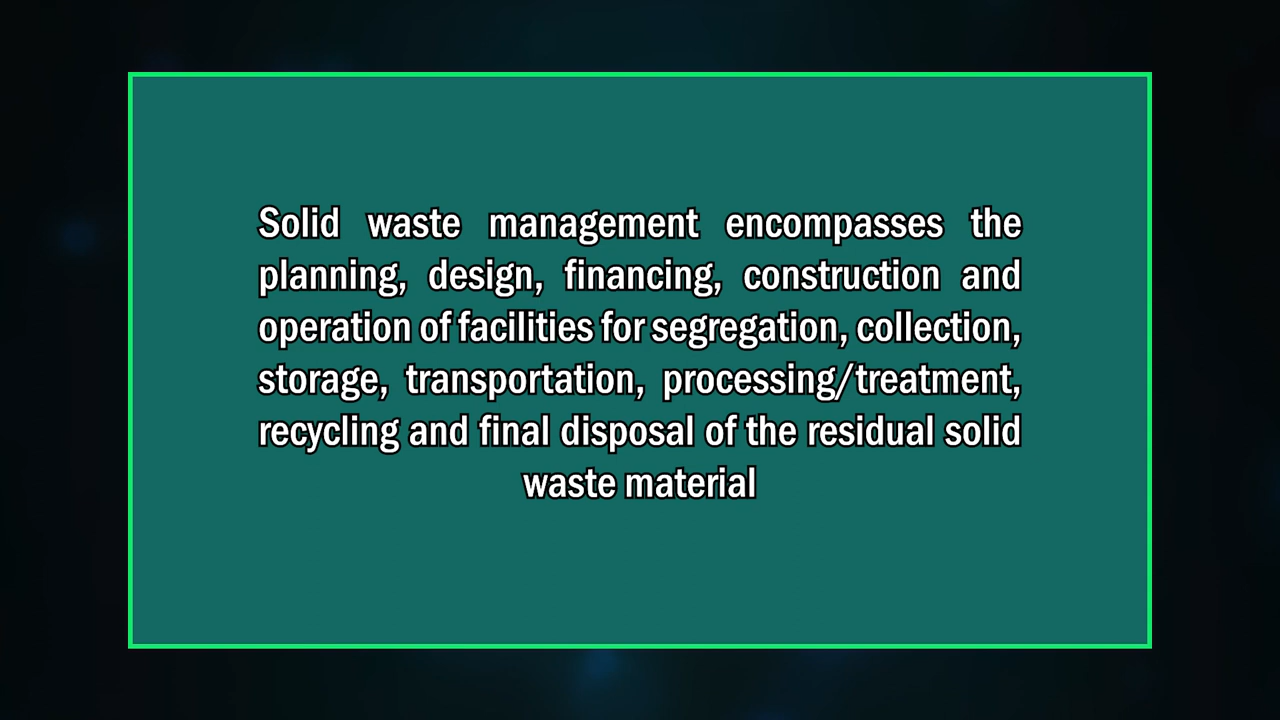 Solid waste management encompasses the
planning, design, financing, construction and
operation of facilities for segregation, collection,
storage, transportation, processing/treatment,
recycling and final disposal of the residual solid
waste material